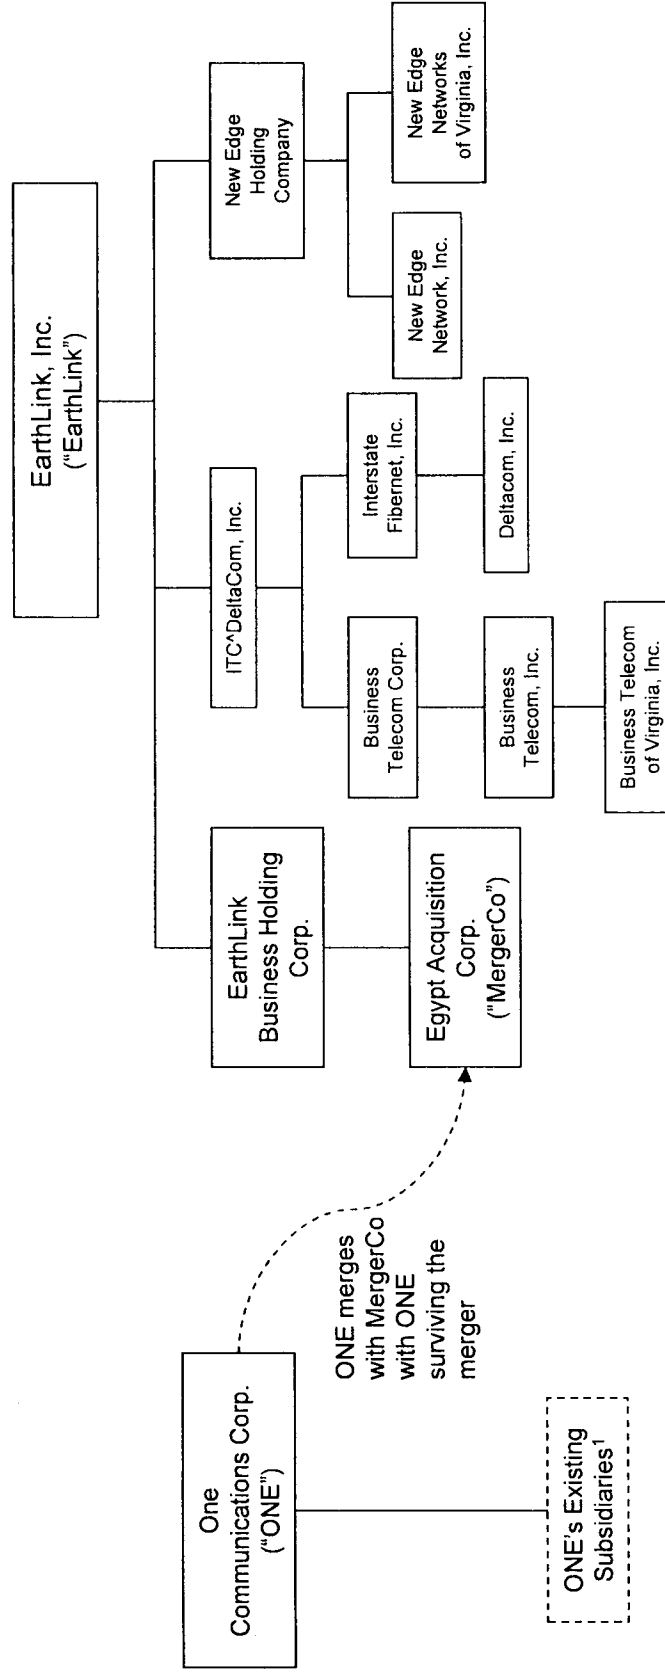 EarthLink, Inc.
("EarthLink")
One
Communications Corp.
("ONE")
EarthLink
Business Holding
Corp.
ITC^DeltaCom, Inc.
New Edge
Holding
Company
ONE merges
with MergerCo
with ONE
surviving the
merger
Egypt Acquisition
Corp.
("MergerCo")
Business
Telecom Corp.
Interstate
Fibernet, Inc.
New Edge
Network, Inc.
New Edge
Networks
of Virginia, Inc.
Business
Telecom, Inc.
Deltacom, Inc.
ONE's Existing
Subsidiaries1
Business Telecom
of Virginia, Inc.